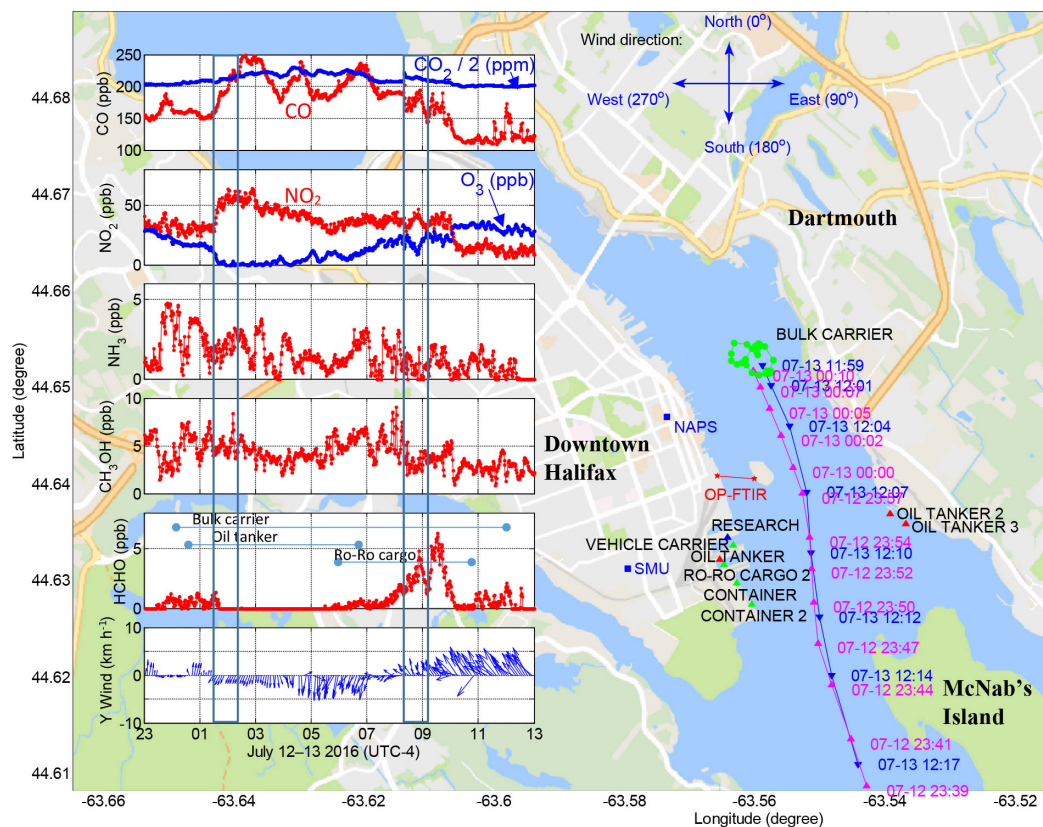 North (0°)
Wind direction:
West (270°)
East (90°)
South (180°)
250
200
150
100
CO (ppb)
CO₂ / 2 (ppm)
CO
50
0
NO₂ (ppb)
NO₂
O₃ (ppb)
5
0
NH₃ (ppb)
10
5
0
CH₃OH (ppb)
10
5
0
HCHO (ppb)
Bulk carrier
Oil tanker
Ro-Ro cargo
10
0
-10
Y Wind (km h⁻¹)
23
01
03
05
07
09
11
13
July 12–13 2016 (UTC-4)
Dartmouth
Downtown
Halifax
McNab's
Island
BULK CARRIER
07-13 11:59
07-13 00:10
07-13 12:01
07-13 00:07
07-13 00:05
07-13 12:04
07-13 00:02
07-13 00:00
07-13 12:07
07-12 23:57
07-12 23:54
07-13 12:10
07-12 23:52
07-12 23:50
07-13 12:12
07-12 23:47
07-13 12:14
07-12 23:44
07-12 23:41
07-13 12:17
07-12 23:39
NAPS
OP-FTIR
OIL TANKER 2
OIL TANKER 3
RESEARCH
VEHICLE CARRIER
OIL TANKER
SMU
RO-RO CARGO 2
CONTAINER
CONTAINER 2
44.68
44.67
44.66
44.65
44.64
44.63
44.62
44.61
Latitude (degree)
-63.66
-63.64
-63.62
-63.6
-63.58
-63.56
-63.54
-63.52
Longitude (degree)